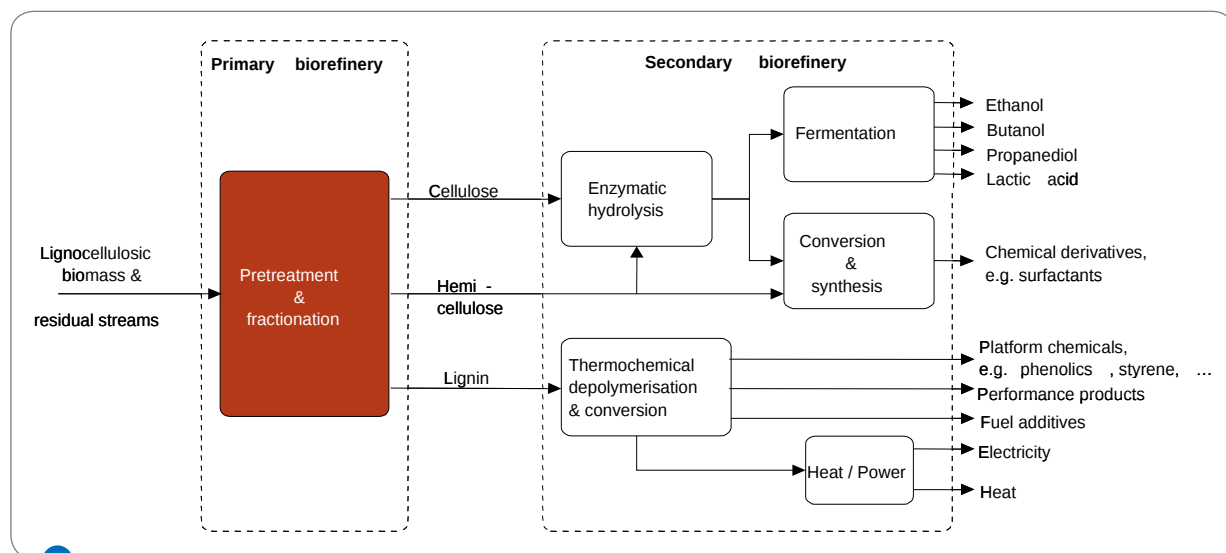 Primary biorefinery
Secondary biorefinery
Lignocellulosic
biomass &
residual streams
Pretreatment
&
fractionation
Cellulose
Hemi -
cellulose
Lignin
Enzymatic
hydrolysis
Fermentation
Conversion
&
synthesis
Thermochemical
depolymerisation
& conversion
Heat / Power
Ethanol
Butanol
Propanediol
Lactic acid
Chemical derivatives,
e.g. surfactants
Platform chemicals,
e.g. phenolics , styrene, ...
Performance products
Fuel additives
Electricity
Heat